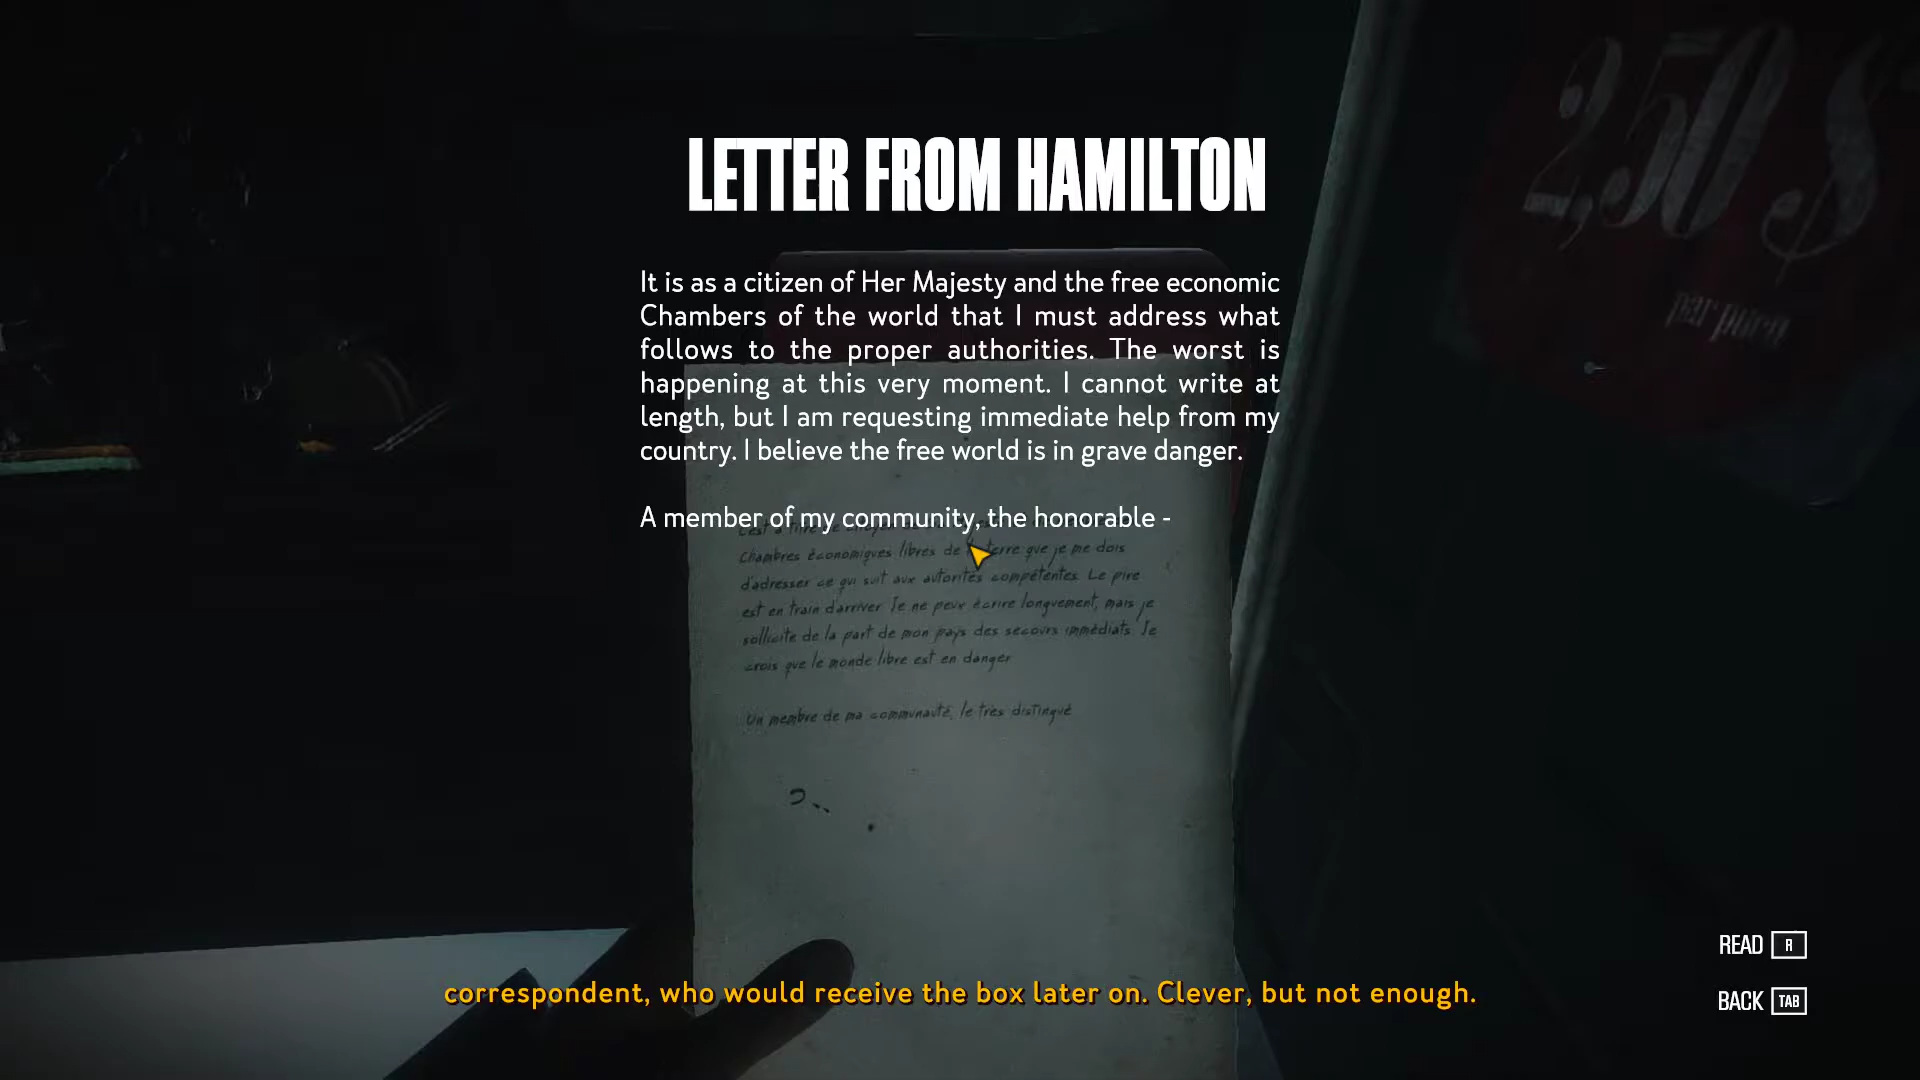 2,50 $
par pack
LETTER FROM HAMILTON
It is as a citizen of Her Majesty and the free economic
Chambers of the world that I must address what
follows to the proper authorities. The worst is
happening at this very moment. I cannot write at
length, but I am requesting immediate help from my
country. I believe the free world is in grave danger.
A member of my community, the honorable -
C'est à titre de
Chambres économiques libres de la terre que je me dois
d'adresser ce qui suit aux autorités compétentes. Le pire
est en train d'arriver. Je ne peux écrire longuement, mais je
sollicite de la part de mon pays des secours immédiats. Je
crois que le monde libre est en danger
Un membre de ma communauté, le très distingué
READ R
correspondent, who would receive the box later on. Clever, but not enough.
BACK TAB